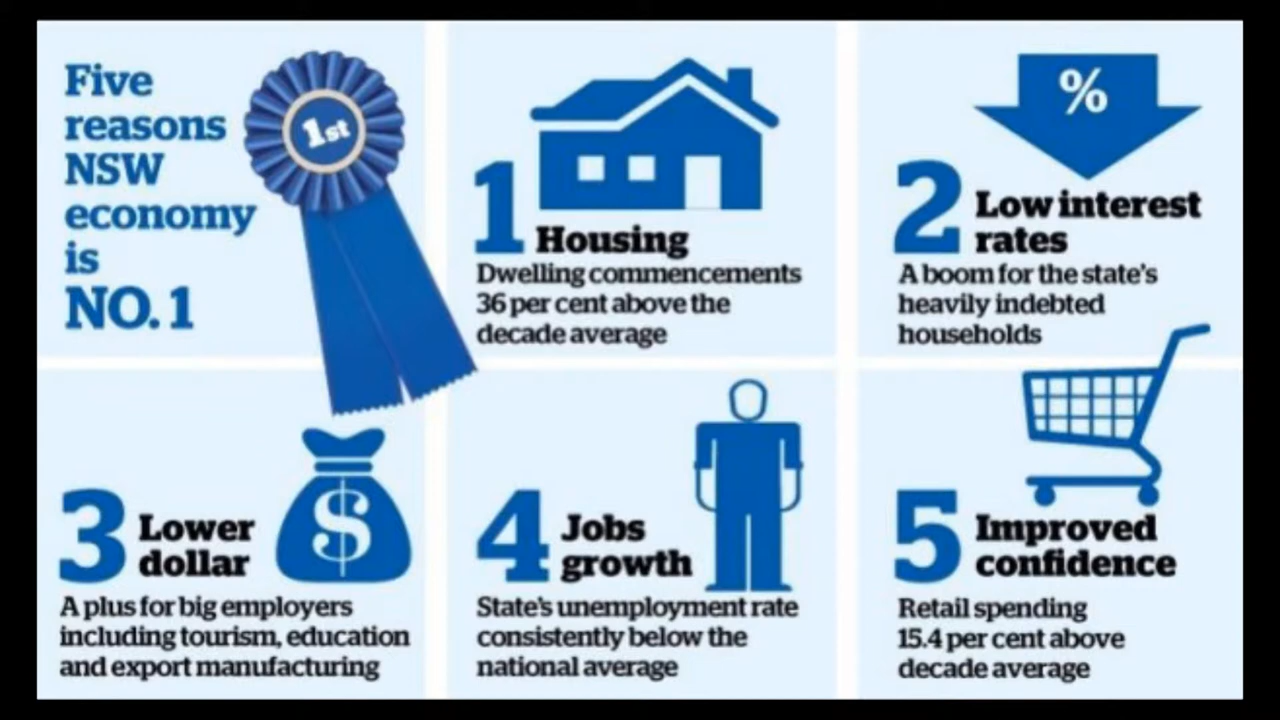 Five
reasons
NSW
economy
is
NO. 1
1st
1
Housing
Dwelling commencements
36 per cent above the
decade average
%
2
Low interest
rates
A boom for the state's
heavily indebted
households
3
Lower
dollar
$
A plus for big employers
including tourism, education
and export manufacturing
4
Jobs
growth
State's unemployment rate
consistently below the
national average
5
Improved
confidence
Retail spending
15.4 per cent above
decade average